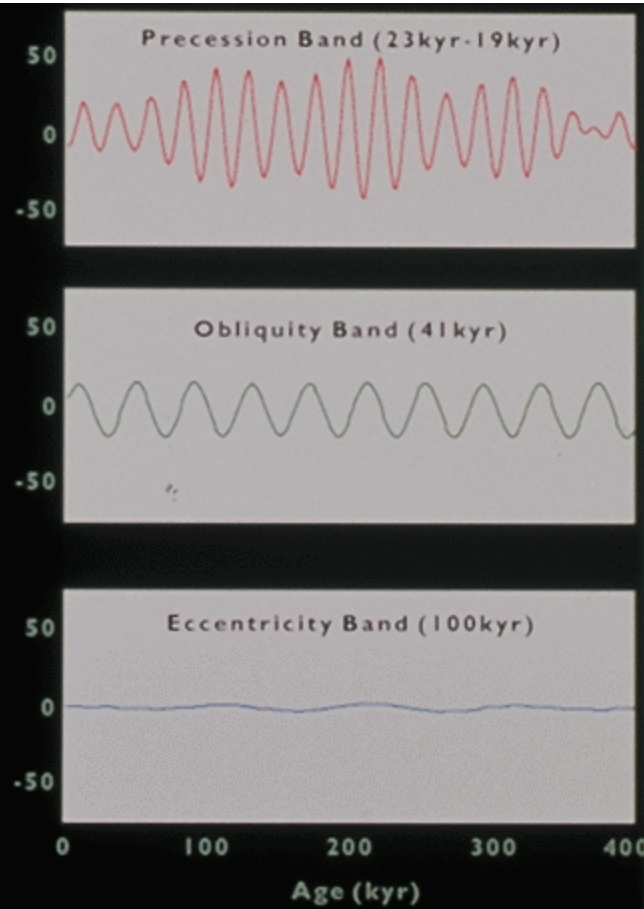 Precession Band (23kyr-19kyr)
50
0
-50
Obliquity Band (41kyr)
50
0
-50
Eccentricity Band (100kyr)
50
0
-50
0 100 200 300 400
Age (kyr)